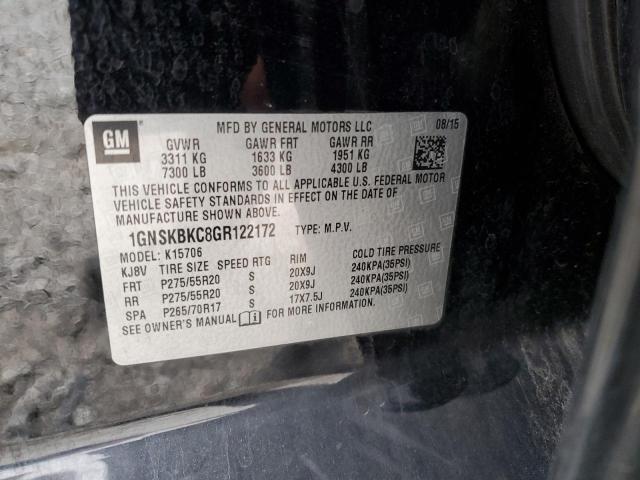 GM
MFD BY GENERAL MOTORS LLC 08/15
GVWR GAWR FRT GAWR RR
3311 KG 1633 KG 1951 KG
7300 LB 3600 LB 4300 LB
THIS VEHICLE CONFORMS TO ALL APPLICABLE U.S. FEDERAL MOTOR
VEHICLE SAFETY STANDARDS IN EFFECT ON THE DATE OF
MANUFACTURE SHOWN ABOVE.
1GNSKBKC8GR122172 TYPE: M.P.V.
MODEL: K15706
KJ8V TIRE SIZE SPEED RTG RIM COLD TIRE PRESSURE
FRT P275/55R20 S 20X9J 240KPA(35PSI)
RR P275/55R20 S 20X9J 240KPA(35PSI)
SPA P265/70R17 S 17X7.5J 240KPA(35PSI)
SEE OWNER'S MANUAL FOR MORE INFORMATION.